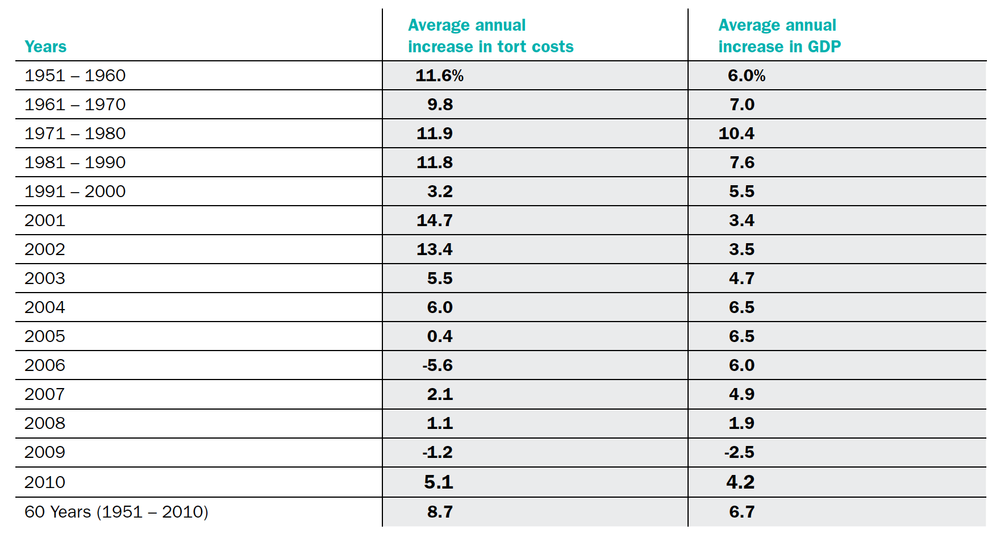 Years Average annual increase in tort costs Average annual increase in GDP
1951 – 1960 11.6% 6.0%
1961 – 1970 9.8 7.0
1971 – 1980 11.9 10.4
1981 – 1990 11.8 7.6
1991 – 2000 3.2 5.5
2001 14.7 3.4
2002 13.4 3.5
2003 5.5 4.7
2004 6.0 6.5
2005 0.4 6.5
2006 -5.6 6.0
2007 2.1 4.9
2008 1.1 1.9
2009 -1.2 -2.5
2010 5.1 4.2
60 Years (1951 – 2010) 8.7 6.7